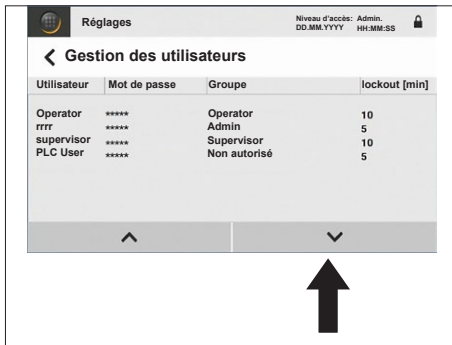 Réglages
Niveau d'accès: Admin.
DD.MM.YYYY HH:MM:SS
Gestion des utilisateurs
Utilisateur Mot de passe Groupe lockout [min]
Operator ***** Operator 10
rrrr ***** Admin 5
supervisor ***** Supervisor 10
PLC User ***** Non autorisé 5